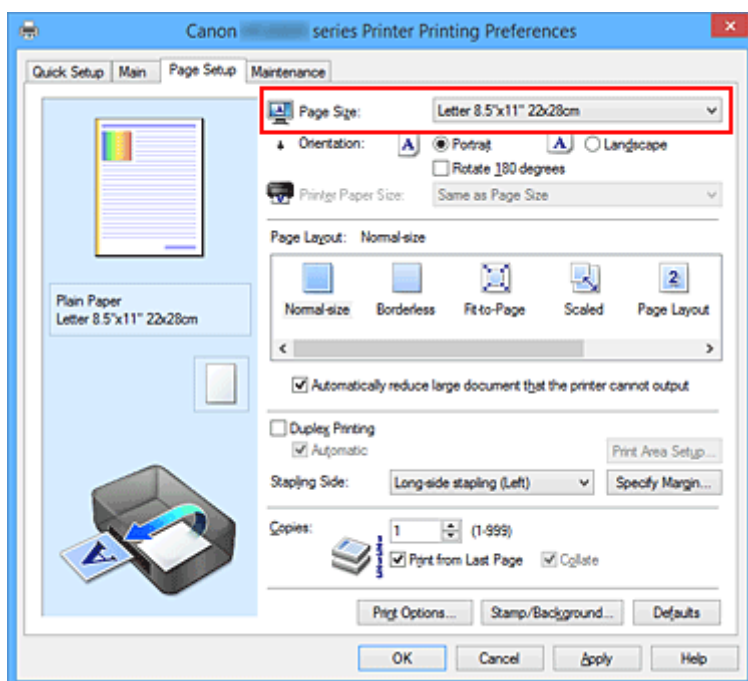 Canon series Printer Printing Preferences
Quick Setup Main Page Setup Maintenance
Page Size: Letter 8.5"x11" 22x28cm
Orientation: A Portrait A Landscape
Rotate 180 degrees
Printer Paper Size: Same as Page Size
Page Layout: Normal-size
2
Normal-size Borderless Fit-to-Page Scaled Page Layout
Plain Paper
Letter 8.5"x11" 22x28cm
Automatically reduce large document that the printer cannot output
Duplex Printing
Automatic
Print Area Setup...
Stapling Side: Long-side stapling (Left) Specify Margin...
Copies: 1 (1-999)
Print from Last Page Collate
A
Print Options... Stamp/Background... Defaults
OK Cancel Apply Help